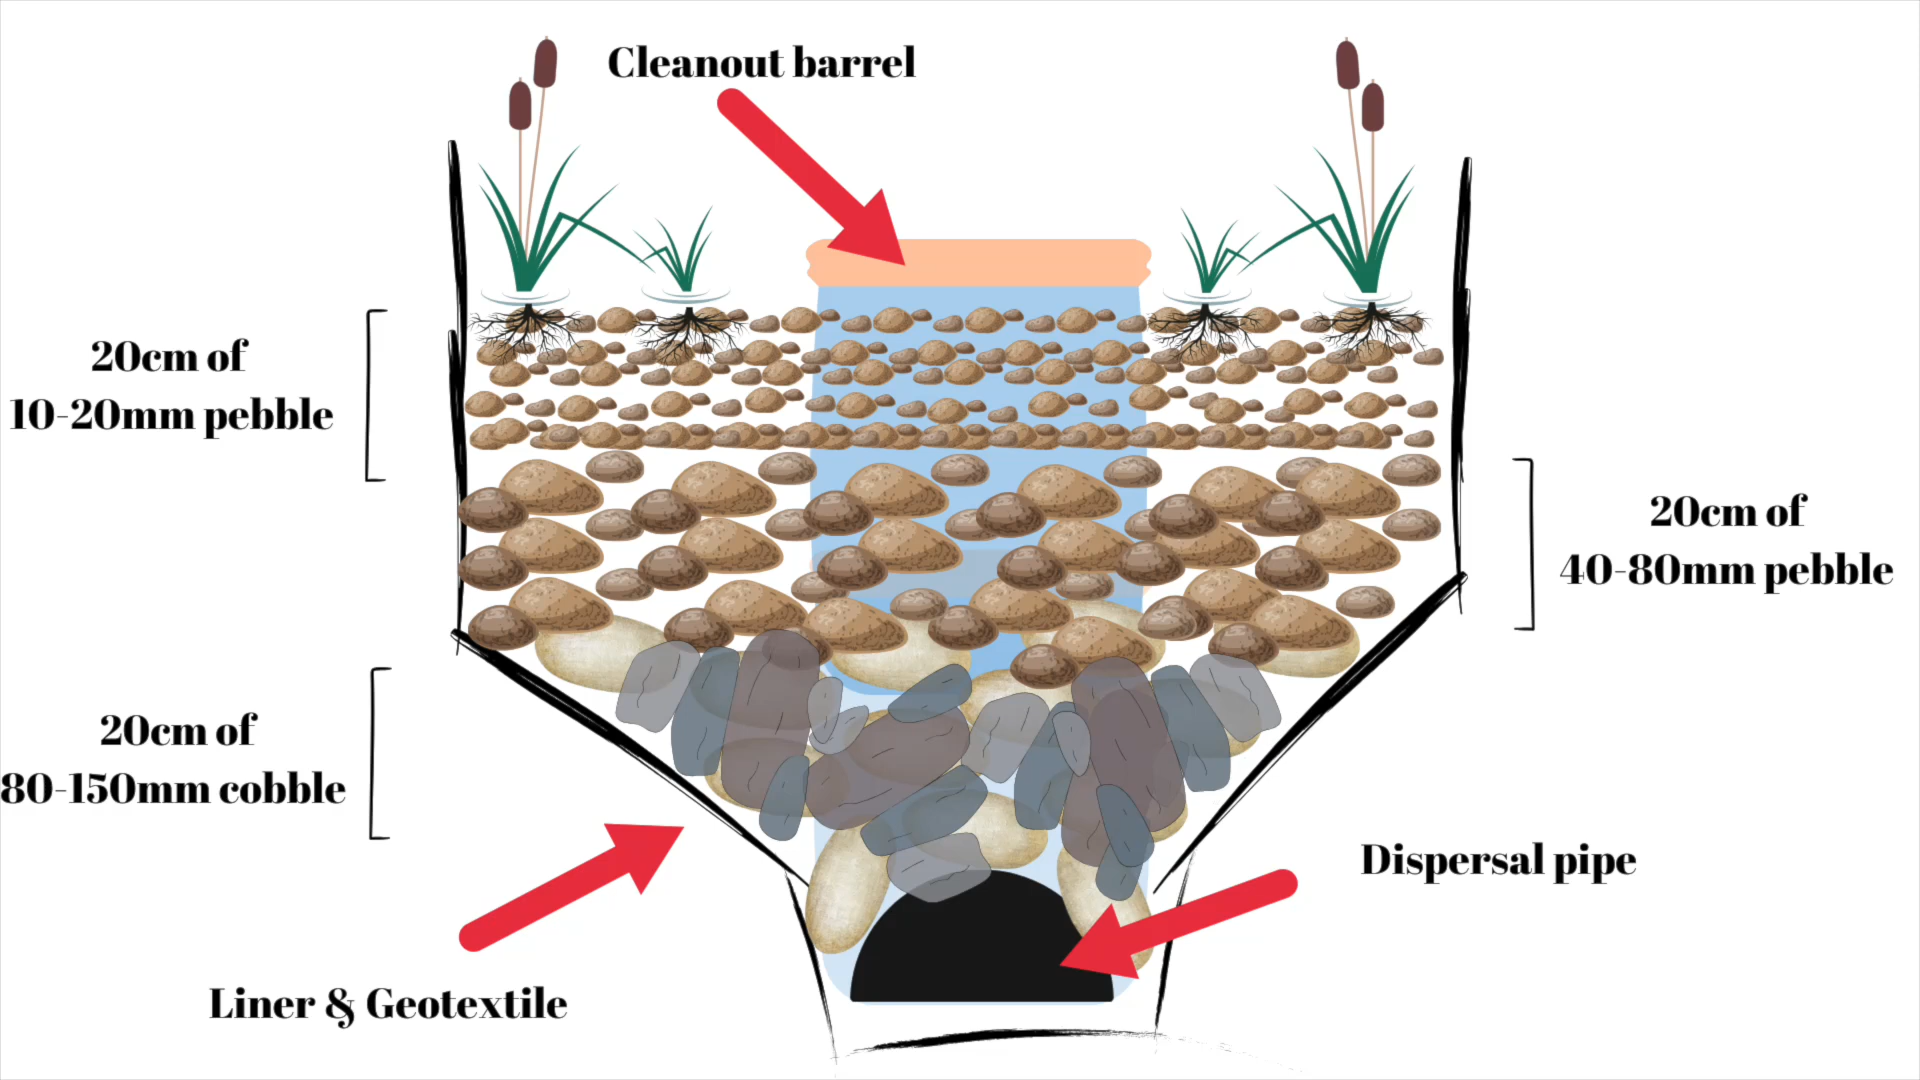 Cleanout barrel
20cm of
10-20mm pebble
20cm of
40-80mm pebble
20cm of
80-150mm cobble
Dispersal pipe
Liner & Geotextile